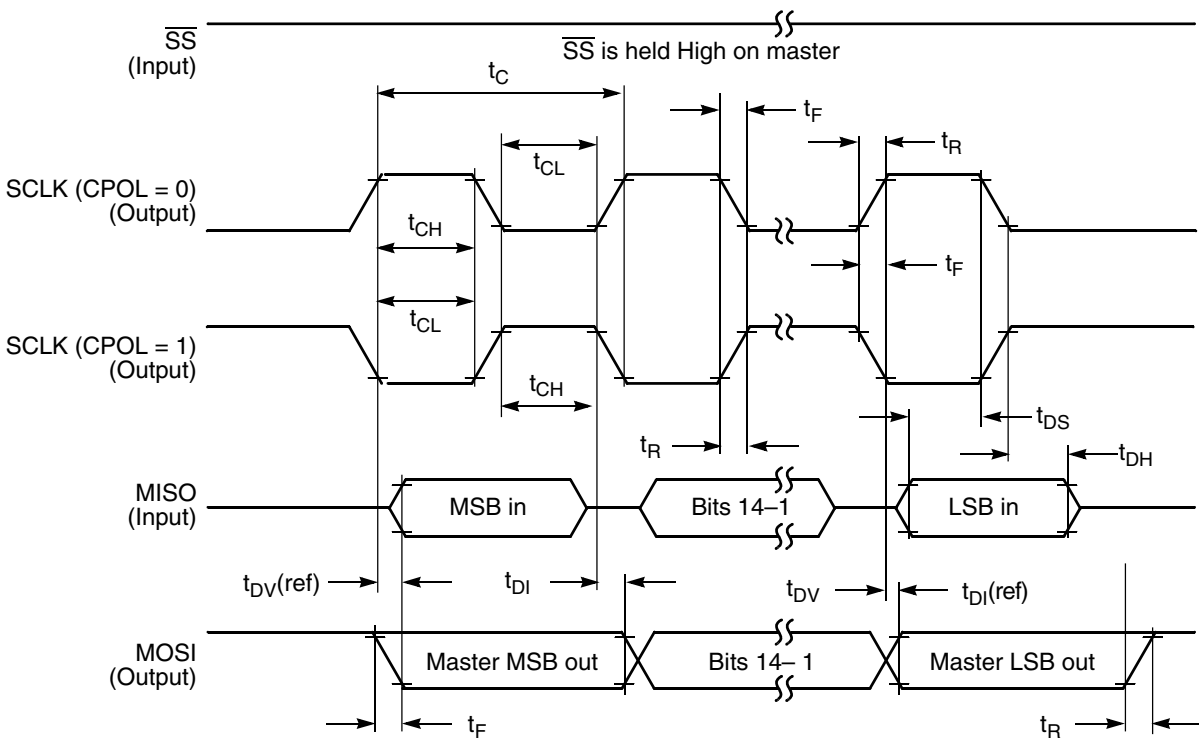 SS
(Input)
SS is held High on master
tC
tF
tR
tCL
SCLK (CPOL = 0)
(Output)
tCH
tF
tCL
SCLK (CPOL = 1)
(Output)
tCH
tDS
tR
tDH
MISO
(Input)
MSB in
Bits 14–1
LSB in
tDV(ref)
tDI
tDV
tDI(ref)
MOSI
(Output)
Master MSB out
Bits 14– 1
Master LSB out
tF
tR